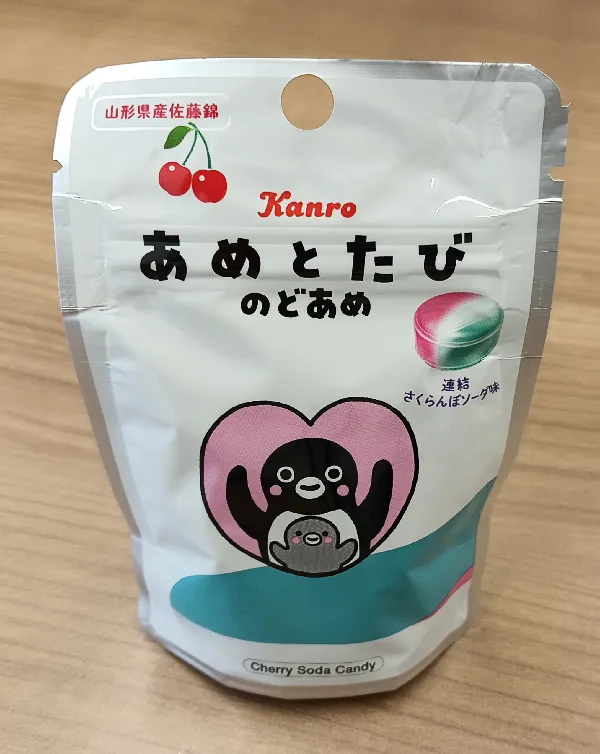 山形県産佐藤錦
Kanro
あめとたび
のどあめ
連結
さくらんぼソーダ味
Cherry Soda Candy